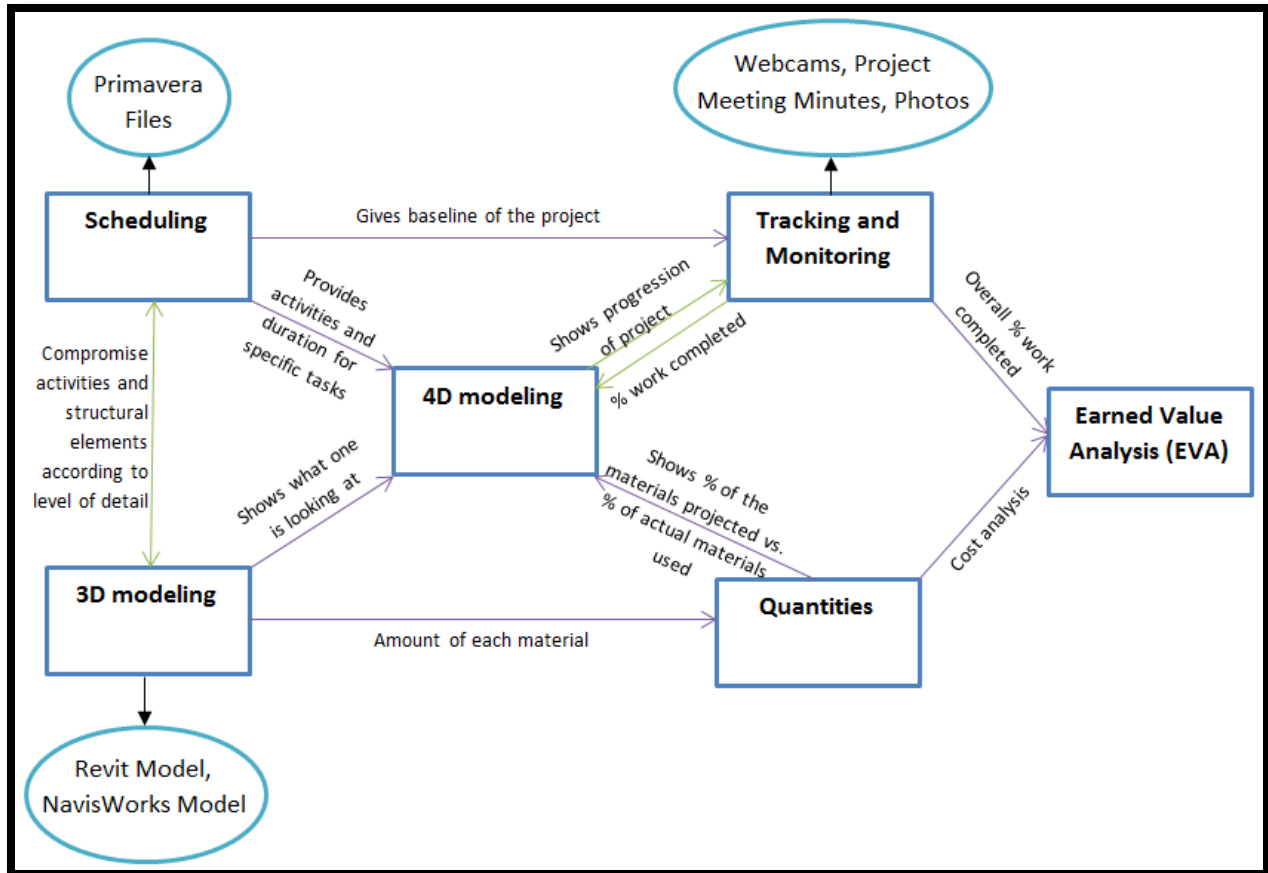 Primavera
Files
Webcams, Project
Meeting Minutes, Photos
Scheduling
Gives baseline of the project
Tracking and
Monitoring
Provides
activities and
duration for
specific tasks
Shows progression
of project
% work completed
Overall % work
completed
Compromise
activities and
structural
elements
according to
level of detail
4D modeling
Earned Value
Analysis (EVA)
Shows what one
is looking at
Shows % of the
materials projected vs.
% of actual materials
used
Cost analysis
3D modeling
Amount of each material
Quantities
Revit Model,
NavisWorks Model